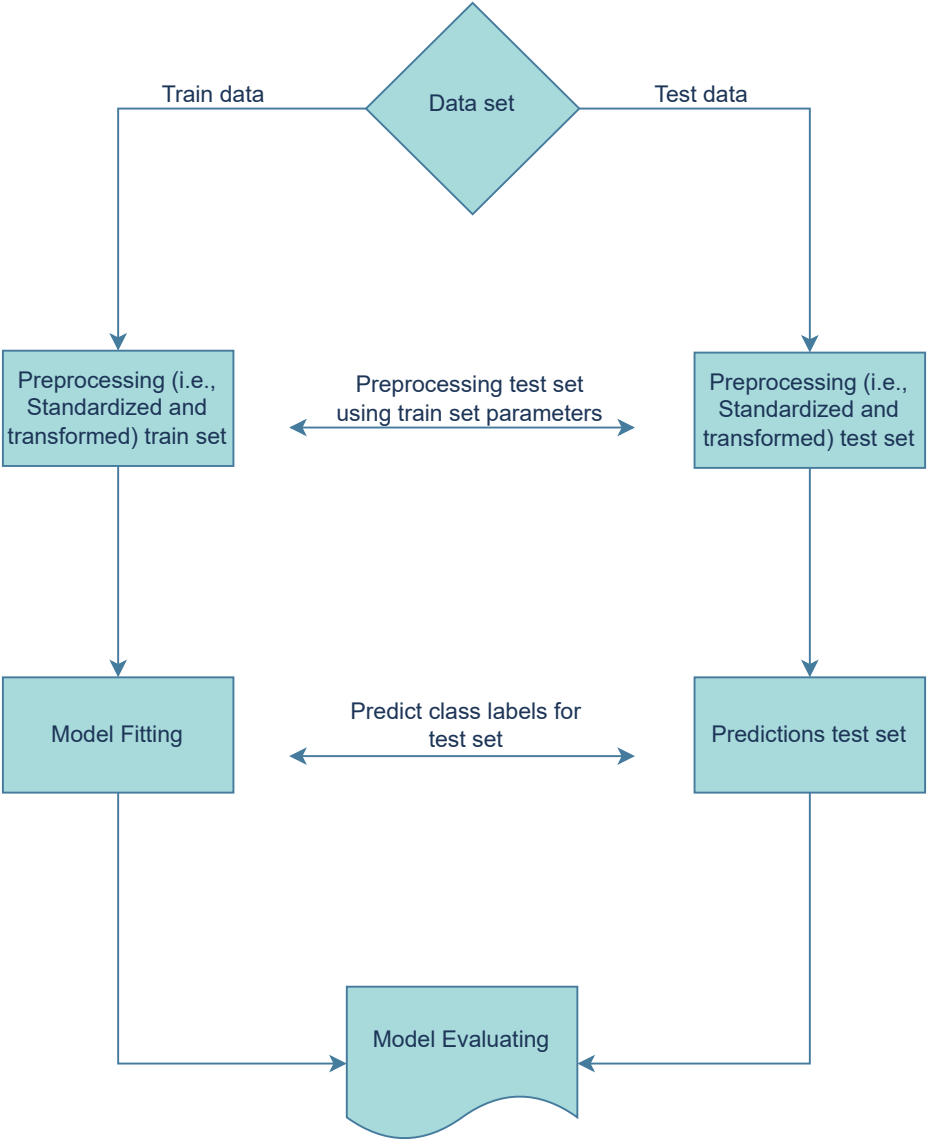 Train data
Data set
Test data
Preprocessing (i.e.,
Standardized and
transformed) train set
Preprocessing test set
using train set parameters
Preprocessing (i.e.,
Standardized and
transformed) test set
Model Fitting
Predict class labels for
test set
Predictions test set
Model Evaluating